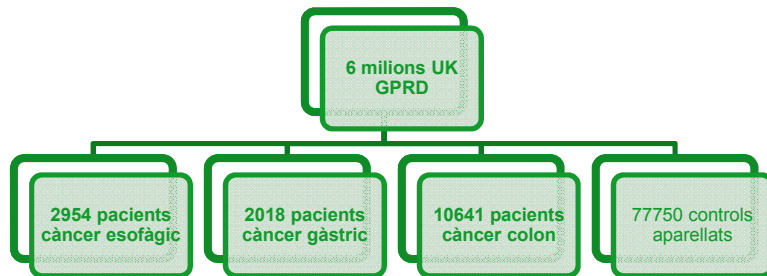 6 milions UK
GPRD
2954 pacients
càncer esofàgic
2018 pacients
càncer gàstric
10641 pacients
càncer colon
77750 controls
aparellats